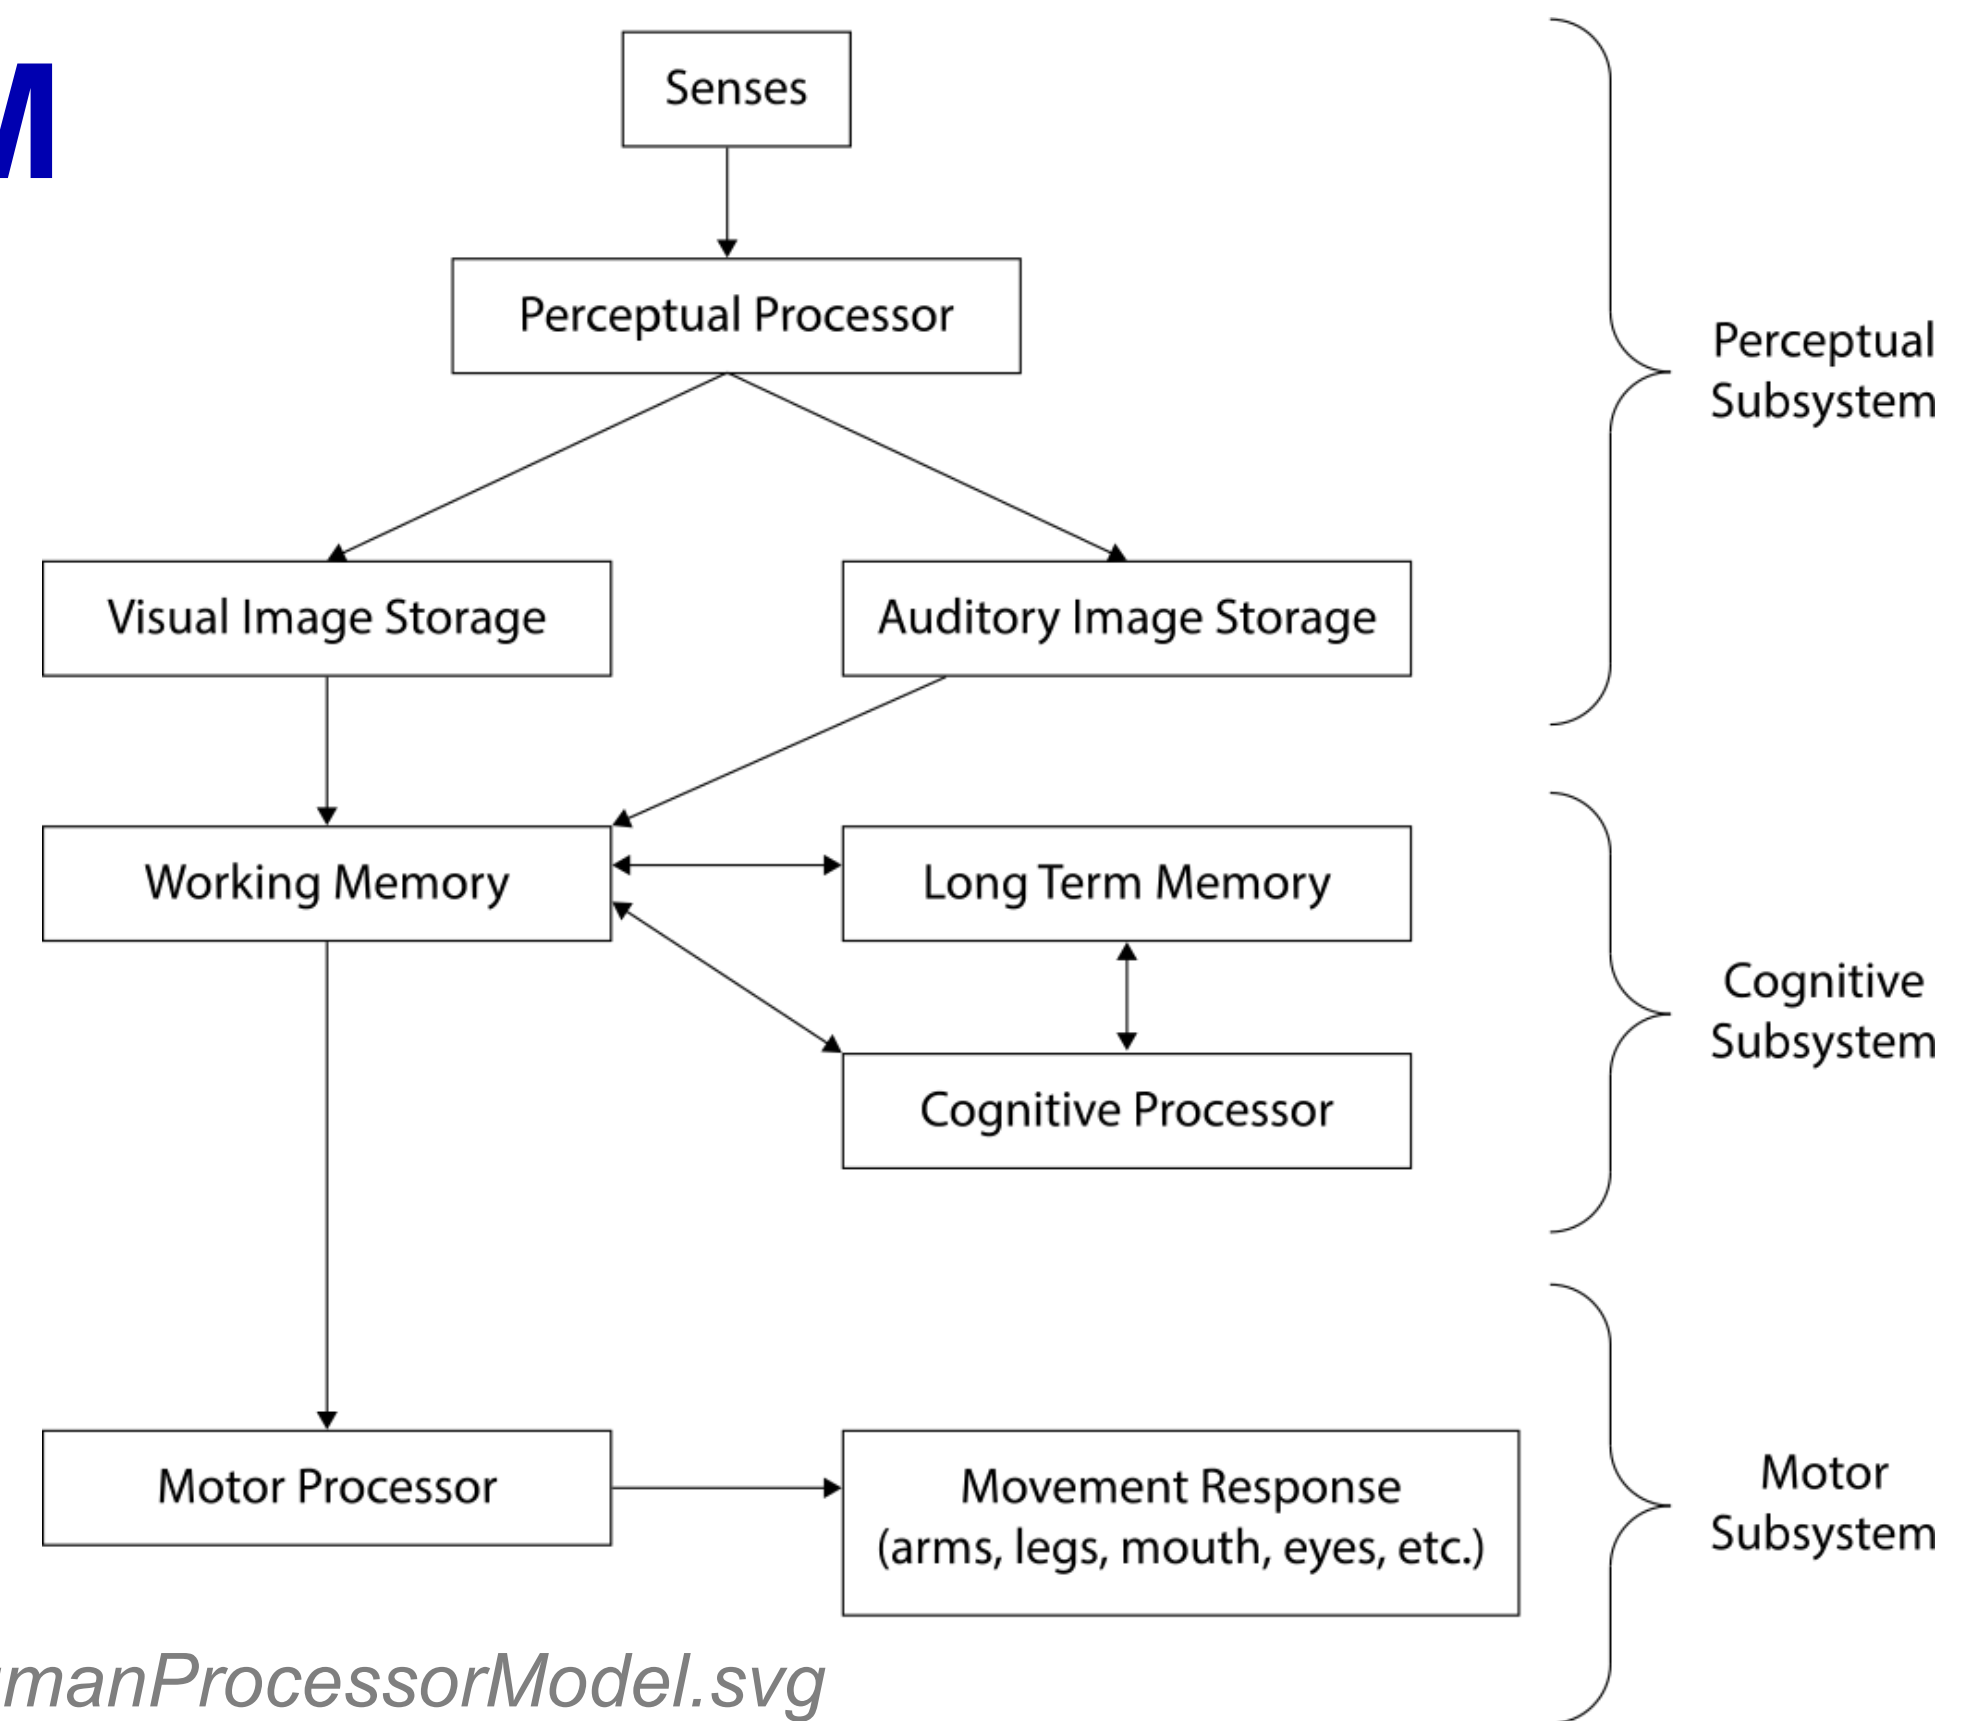 M
Senses
Perceptual Processor
Perceptual
Subsystem
Visual Image Storage
Auditory Image Storage
Working Memory
Long Term Memory
Cognitive
Subsystem
Cognitive Processor
Motor Processor
Movement Response
(arms, legs, mouth, eyes, etc.)
Motor
Subsystem
manProcessorModel.svg